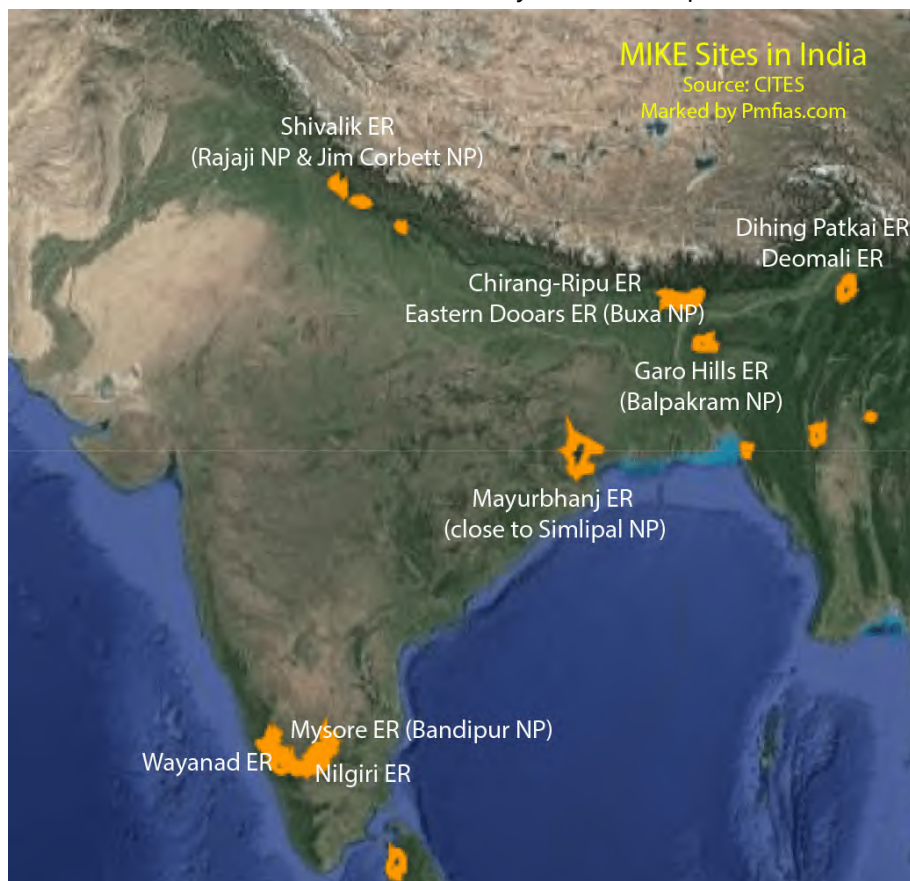 MIKE Sites in India
Source: CITES
Marked by Pmfias.com
Shivalik ER
(Rajaji NP & Jim Corbett NP)
Dihing Patkai ER
Deomali ER
Chirang-Ripu ER
Eastern Dooars ER (Buxa NP)
Garo Hills ER
(Balpakram NP)
Mayurbhanj ER
(close to Simlipal NP)
Mysore ER (Bandipur NP)
Wayanad ER
Nilgiri ER